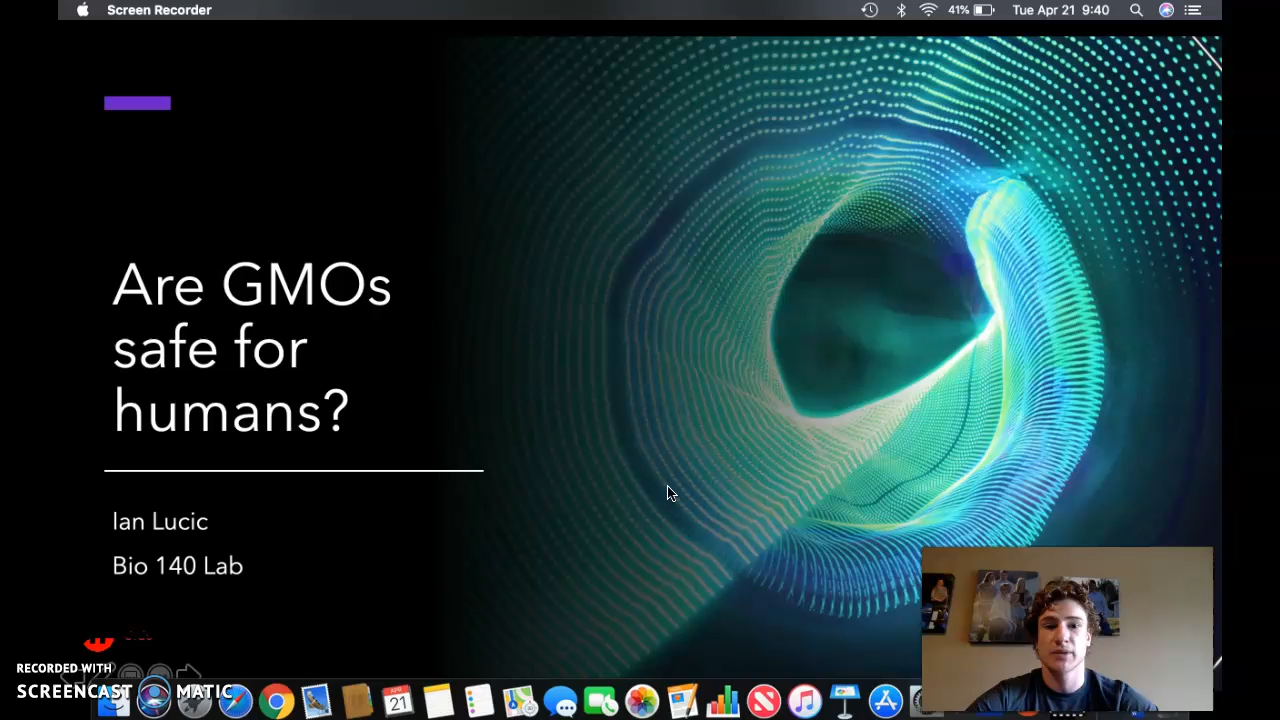 Screen Recorder
41%
Tue Apr 21 9:40
Are GMOs
safe for
humans?
Ian Lucic
Bio 140 Lab
RECORDED WITH
SCREENCAST MATIC
APR
21